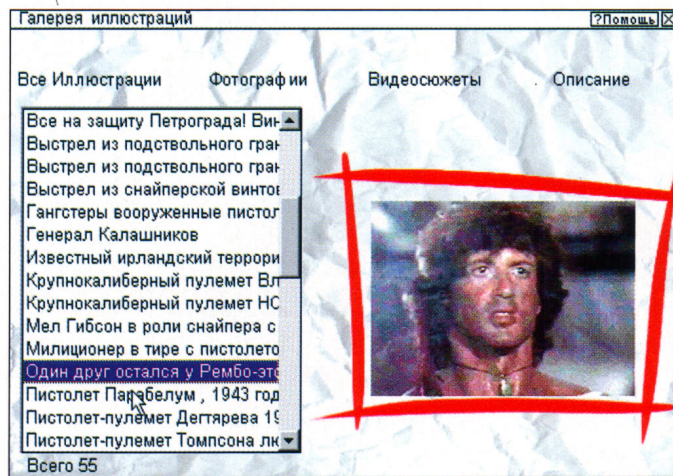 Галерея иллюстраций ?Помощь
Все Иллюстрации Фотографии Видеосюжеты Описание
Все на защиту Петрограда! Вин
Выстрел из подствольного гран
Выстрел из подствольного гран
Выстрел из снайперской винтов
Гангстеры вооруженные пистол
Генерал Калашников
Известный ирландский террори
Крупнокалиберный пулемет Вл
Крупнокалиберный пулемет НС
Мел Гибсон в роли снайпера с
Милиционер в тире с пистолето
Один друг остался у Рембо-это
Пистолет Парабелум , 1943 год
Пистолет-пулемет Дегтярева 19
Пистолет-пулемет Томпсона лю
Всего 55